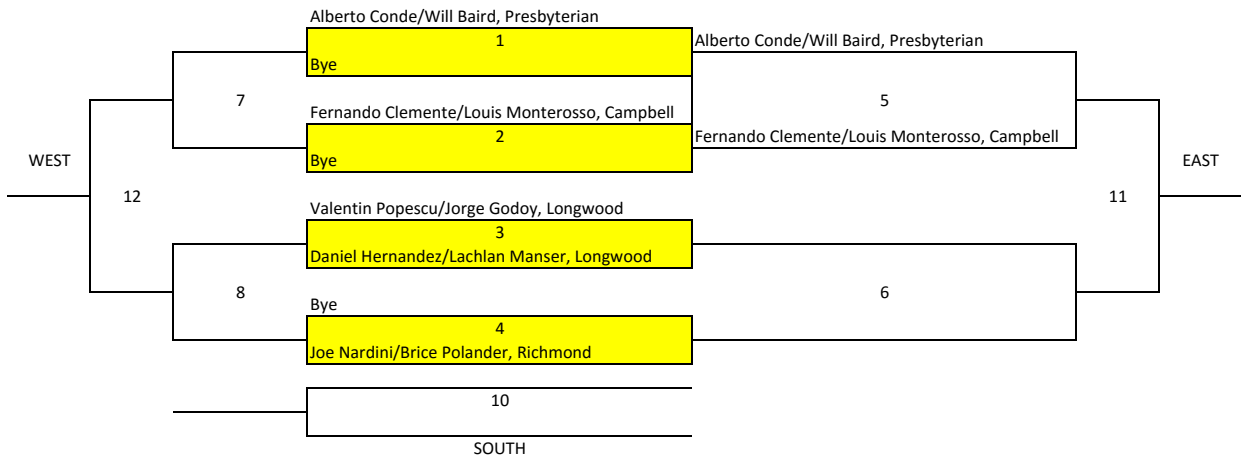 Alberto Conde/Will Baird, Presbyterian
1
Alberto Conde/Will Baird, Presbyterian
Bye
7
5
Fernando Clemente/Louis Monterosso, Campbell
2
Fernando Clemente/Louis Monterosso, Campbell
WEST
Bye
EAST
12
11
Valentin Popescu/Jorge Godoy, Longwood
3
Daniel Hernandez/Lachlan Manser, Longwood
8
6
Bye
4
Joe Nardini/Brice Polander, Richmond
10
SOUTH